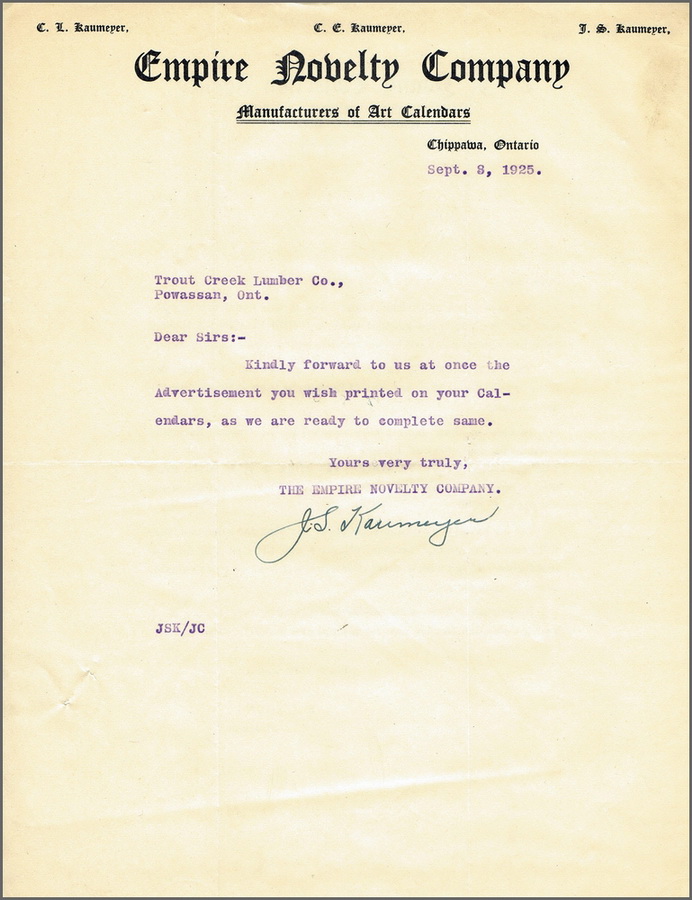 C. L. Kaumeyer, C. E. Kaumeyer, J. S. Kaumeyer,
Empire Novelty Company
Manufacturers of Art Calendars
Chippawa, Ontario
Sept. 8, 1925.
Trout Creek Lumber Co.,
Powassan, Ont.
Dear Sirs:-
Kindly forward to us at once the
Advertisement you wish printed on your Cal-
endars, as we are ready to complete same.
Yours very truly,
THE EMPIRE NOVELTY COMPANY.
J.S. Kaumeyer
JSK/JC